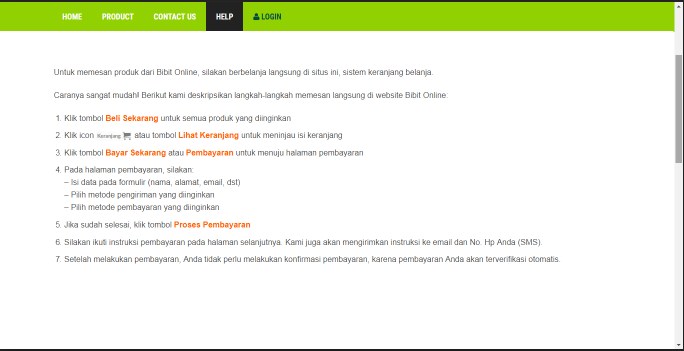 HOME PRODUCT CONTACT US HELP LOGIN
Untuk memesan produk dari Bibit Online, silakan berbelanja langsung di situs ini, sistem keranjang belanja.
Caranya sangat mudah! Berikut kami deskripsikan langkah-langkah memesan langsung di website Bibit Online:
1. Klik tombol Beli Sekarang untuk semua produk yang diinginkan
2. Klik icon Keranjang atau tombol Lihat Keranjang untuk meninjau isi keranjang
3. Klik tombol Bayar Sekarang atau Pembayaran untuk menuju halaman pembayaran
4. Pada halaman pembayaran, silakan:
– Isi data pada formulir (nama, alamat, email, dst)
– Pilih metode pengiriman yang diinginkan
– Pilih metode pembayaran yang diinginkan
5. Jika sudah selesai, klik tombol Proses Pembayaran
6. Silakan ikuti instruksi pembayaran pada halaman selanjutnya. Kami juga akan mengirimkan instruksi ke email dan No. Hp Anda (SMS).
7. Setelah melakukan pembayaran, Anda tidak perlu melakukan konfirmasi pembayaran, karena pembayaran Anda akan terverifikasi otomatis.